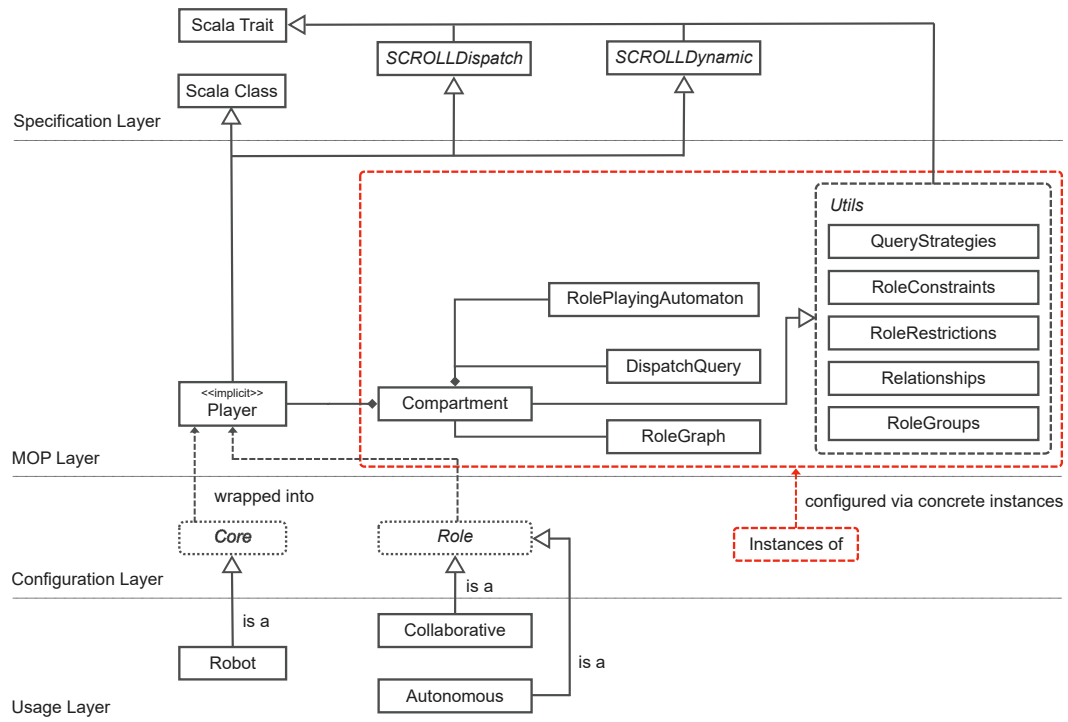 Scala Trait
SCROLLDispatch
SCROLLDynamic
Scala Class
Specification Layer
Utils
QueryStrategies
RoleConstraints
RoleRestrictions
Relationships
RoleGroups
RolePlayingAutomaton
DispatchQuery
<<implicit>>
Player
Compartment
RoleGraph
MOP Layer
wrapped into
configured via concrete instances
Core
Role
Instances of
Configuration Layer
is a
is a
Collaborative
Robot
is a
Autonomous
Usage Layer